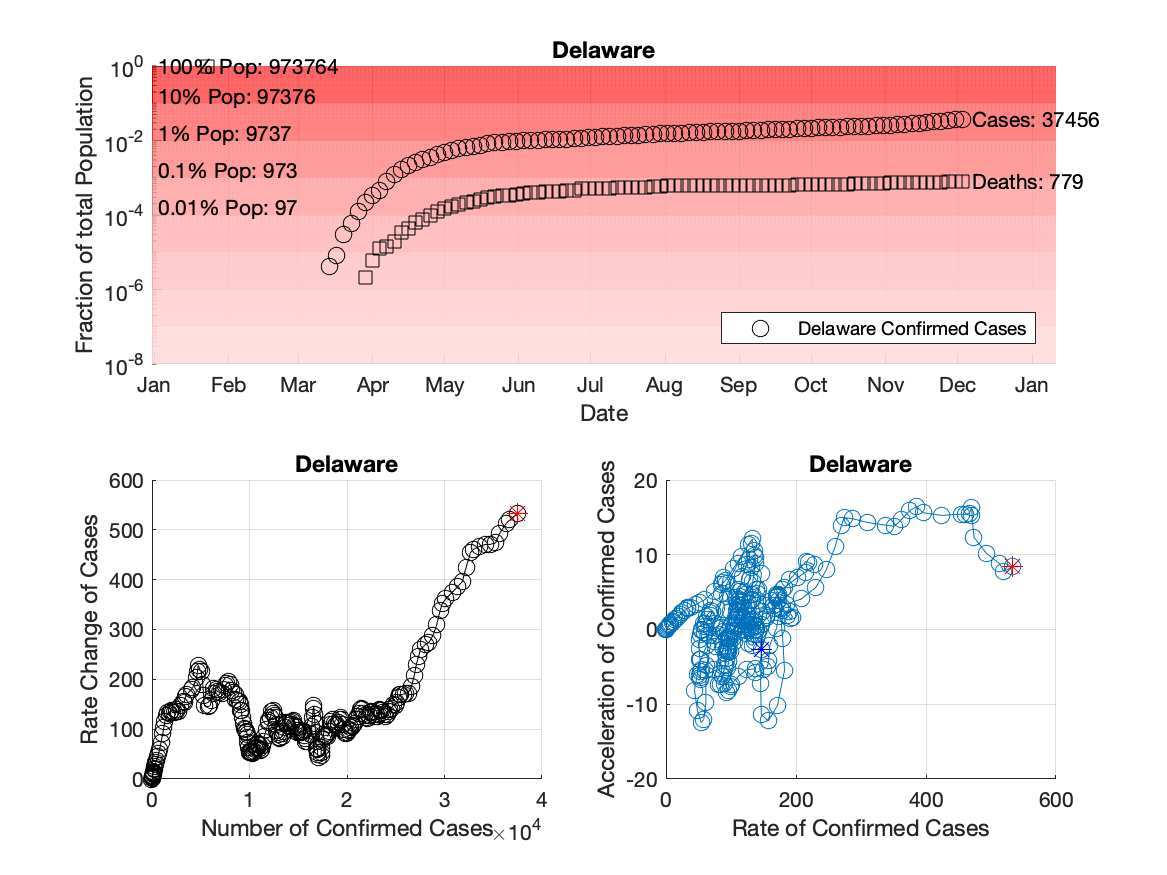 Delaware
10^0
10^-2
10^-4
10^-6
10^-8
Fraction of total Population
100% Pop: 973764
10% Pop: 97376
1% Pop: 9737
0.1% Pop: 973
0.01% Pop: 97
Cases: 37456
Deaths: 779
Delaware Confirmed Cases
Jan Feb Mar Apr May Jun Jul Aug Sep Oct Nov Dec Jan
Date
Delaware
600
500
400
300
200
100
0
Rate Change of Cases
0 1 2 3 4
×10^4
Number of Confirmed Cases
Delaware
20
10
0
-10
-20
Acceleration of Confirmed Cases
0 200 400 600
Rate of Confirmed Cases